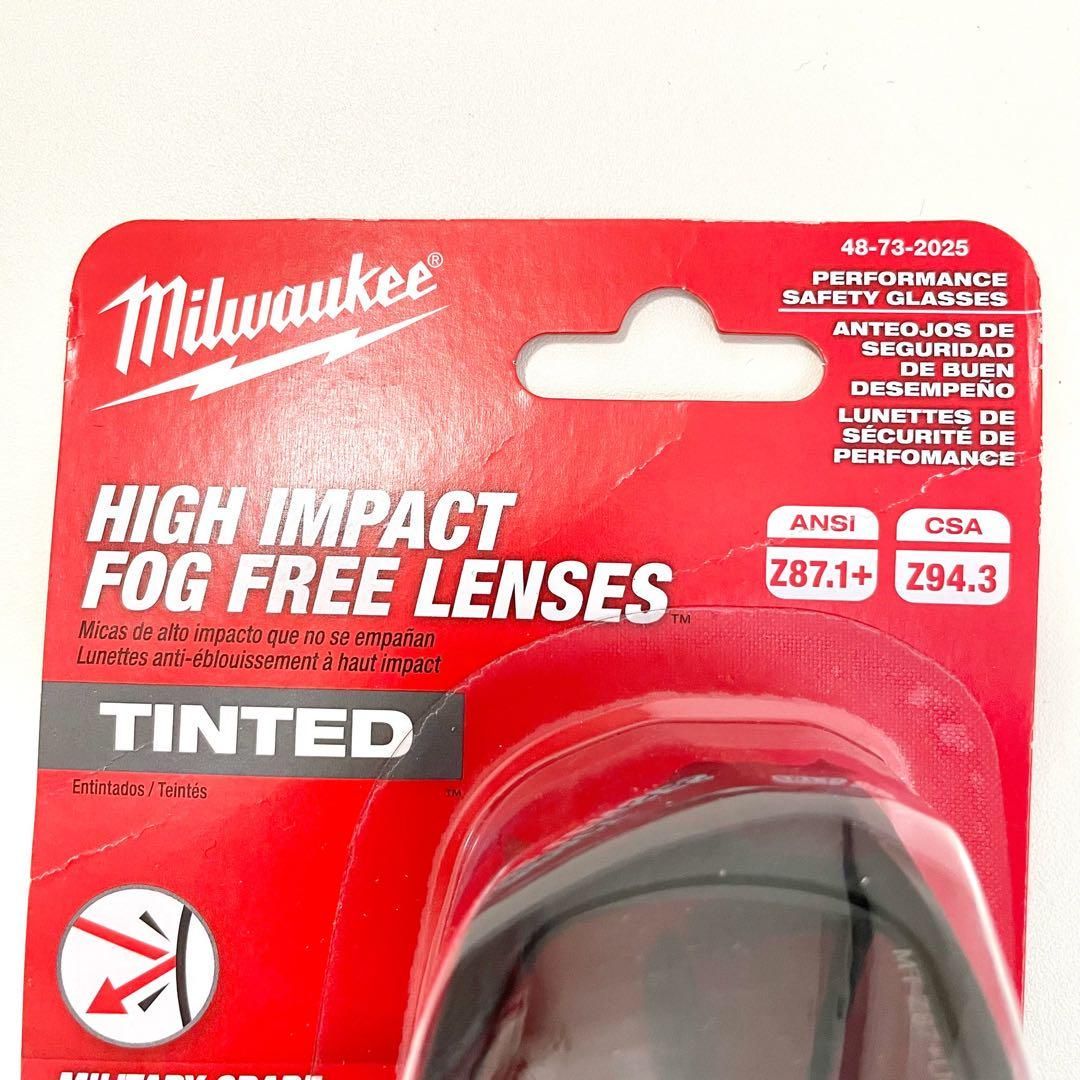 Milwaukee®
48-73-2025
PERFORMANCE
SAFETY GLASSES
ANTEOJOS DE
SEGURIDAD
DE BUEN
DESEMPEÑO
LUNETTES DE
SÉCURITÉ DE
PERFOMANCE
HIGH IMPACT
FOG FREE LENSES™
Micas de alto impacto que no se empañan
Lunettes anti-éblouissement à haut impact
ANSI
Z87.1+
CSA
Z94.3
TINTED
Entintados / Teintés
™